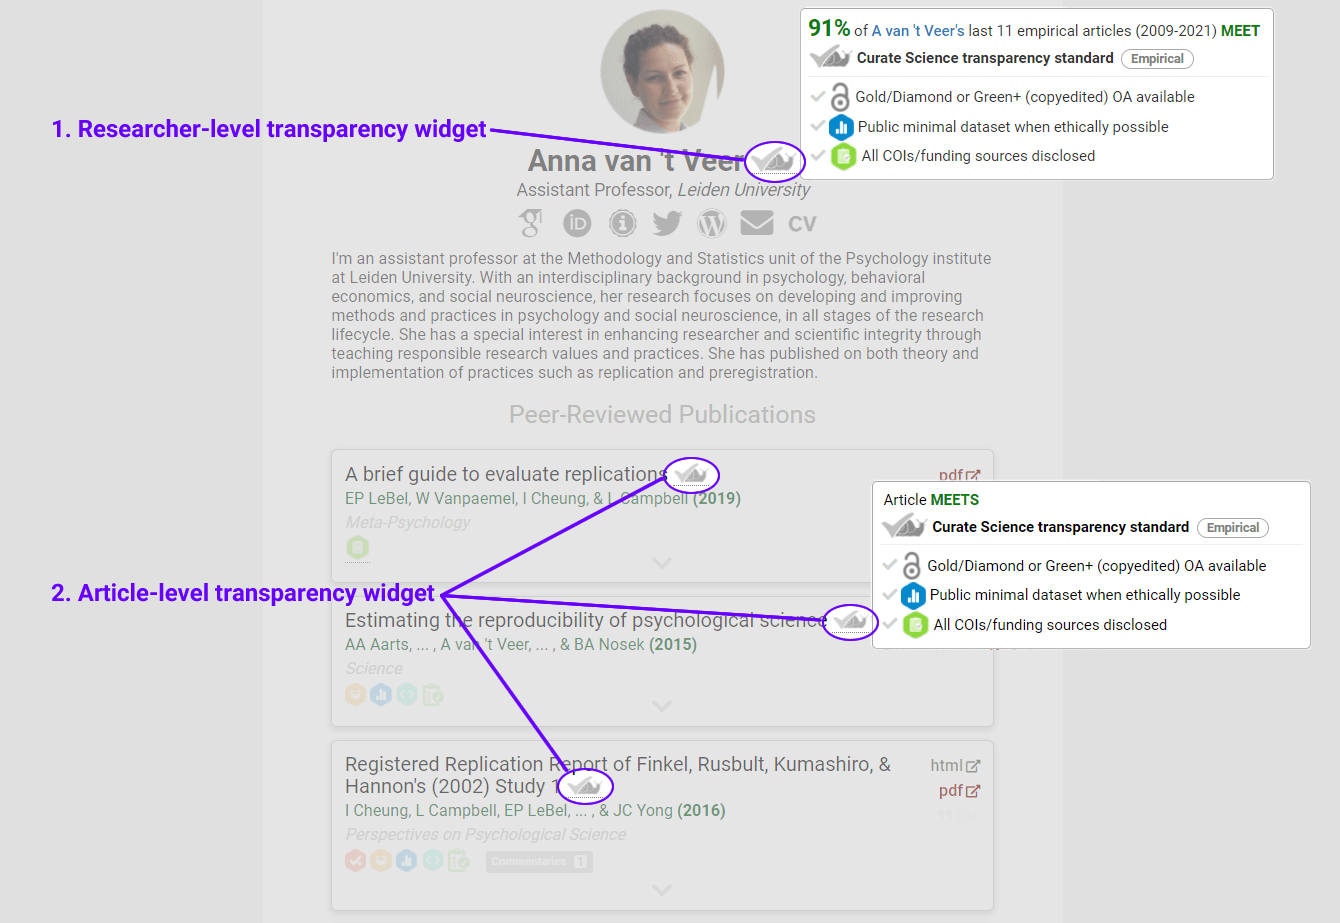 91% of A van 't Veer's last 11 empirical articles (2009-2021) MEET
Curate Science transparency standard Empirical
Gold/Diamond or Green+ (copyedited) OA available
Public minimal dataset when ethically possible
All COIs/funding sources disclosed
1. Researcher-level transparency widget
Anna van 't Veer
Assistant Professor, Leiden University
iD
CV
I'm an assistant professor at the Methodology and Statistics unit of the Psychology institute
at Leiden University. With an interdisciplinary background in psychology, behavioral
economics, and social neuroscience, her research focuses on developing and improving
methods and practices in psychology and social neuroscience, in all stages of the research
lifecycle. She has a special interest in enhancing researcher and scientific integrity through
teaching responsible research values and practices. She has published on both theory and
implementation of practices such as replication and preregistration.
Peer-Reviewed Publications
A brief guide to evaluate replications
pdf
EP LeBel, W Vanpaemel, I Cheung, & L Campbell (2019)
Meta-Psychology
Article MEETS
Curate Science transparency standard Empirical
Gold/Diamond or Green+ (copyedited) OA available
Public minimal dataset when ethically possible
All COIs/funding sources disclosed
2. Article-level transparency widget
Estimating the reproducibility of psychological science
AA Aarts, ... , A van 't Veer, ... , & BA Nosek (2015)
Science
Registered Replication Report of Finkel, Rusbult, Kumashiro, &
Hannon's (2002) Study 1
html
pdf
I Cheung, L Campbell, EP LeBel, ... , & JC Yong (2016)
Perspectives on Psychological Science
Commentaries 1